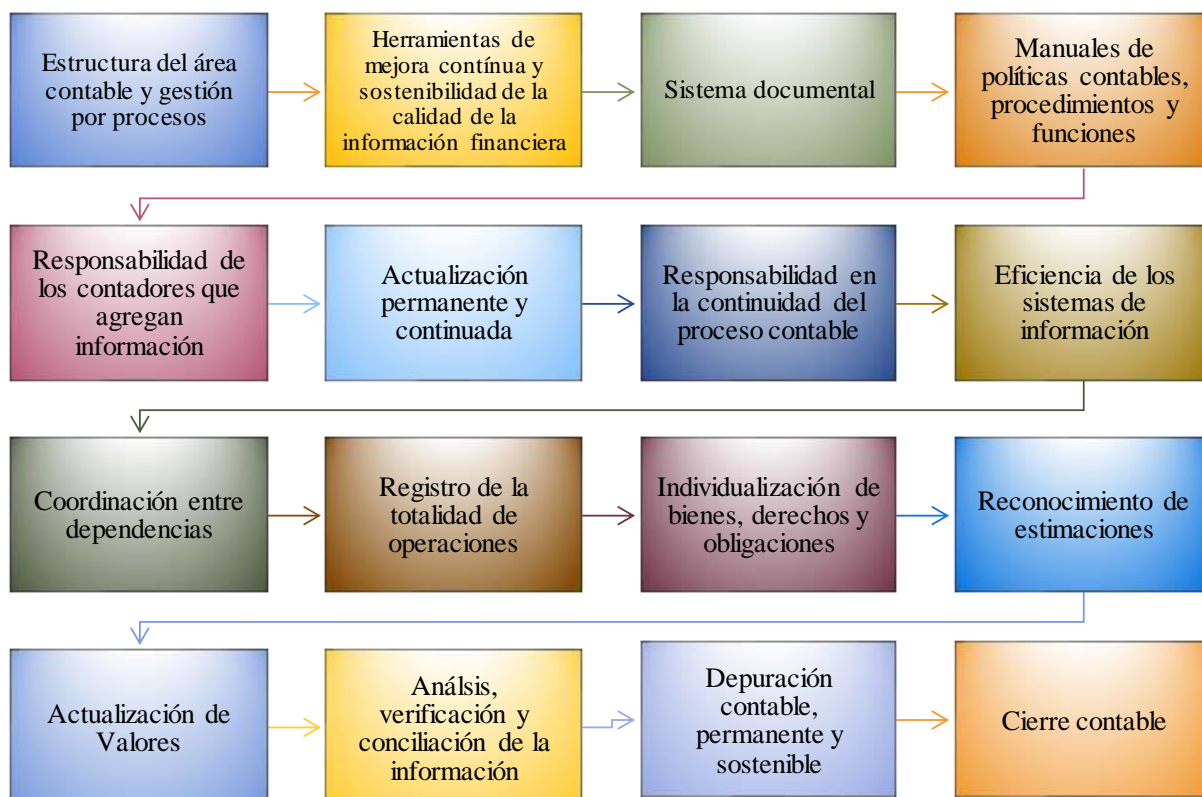 Estructura del área
contable y gestión
por procesos
Herramientas de
mejora contínua y
sostenibilidad de la
calidad de la
información financiera
Sistema documental
Manuales de
políticas contables,
procedimientos y
funciones
Responsabilidad de
los contadores que
agregan
información
Actualización
permanente y
continuada
Responsabilidad en
la continuidad del
proceso contable
Eficiencia de los
sistemas de
información
Coordinación entre
dependencias
Registro de la
totalidad de
operaciones
Individualización de
bienes, derechos y
obligaciones
Reconocimiento de
estimaciones
Actualización de
Valores
Análsis,
verificación y
conciliación de la
información
Depuración
contable,
permanente y
sostenible
Cierre contable